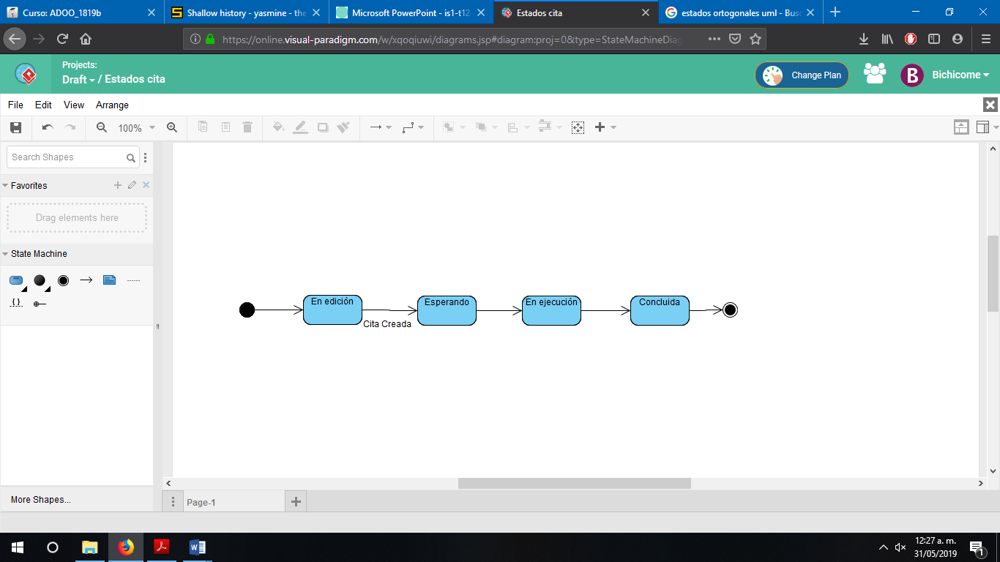 Curso: ADOO_1819b
Shallow history - yasmine - the
Microsoft PowerPoint - is1-t12-
Estados cita
estados ortogonales uml - Busc
https://online.visual-paradigm.com/w/xqoqiuwi/diagrams.jsp#diagram:proj=0&type=StateMachineDiag
Projects:
Draft / Estados cita
Change Plan
B
Bichicome
File Edit View Arrange
100%
Search Shapes
Favorites
Drag elements here
State Machine
En edición
Esperando
En ejecución
Concluida
Cita Creada
More Shapes...
Page-1
12:27 a. m.
31/05/2019
1